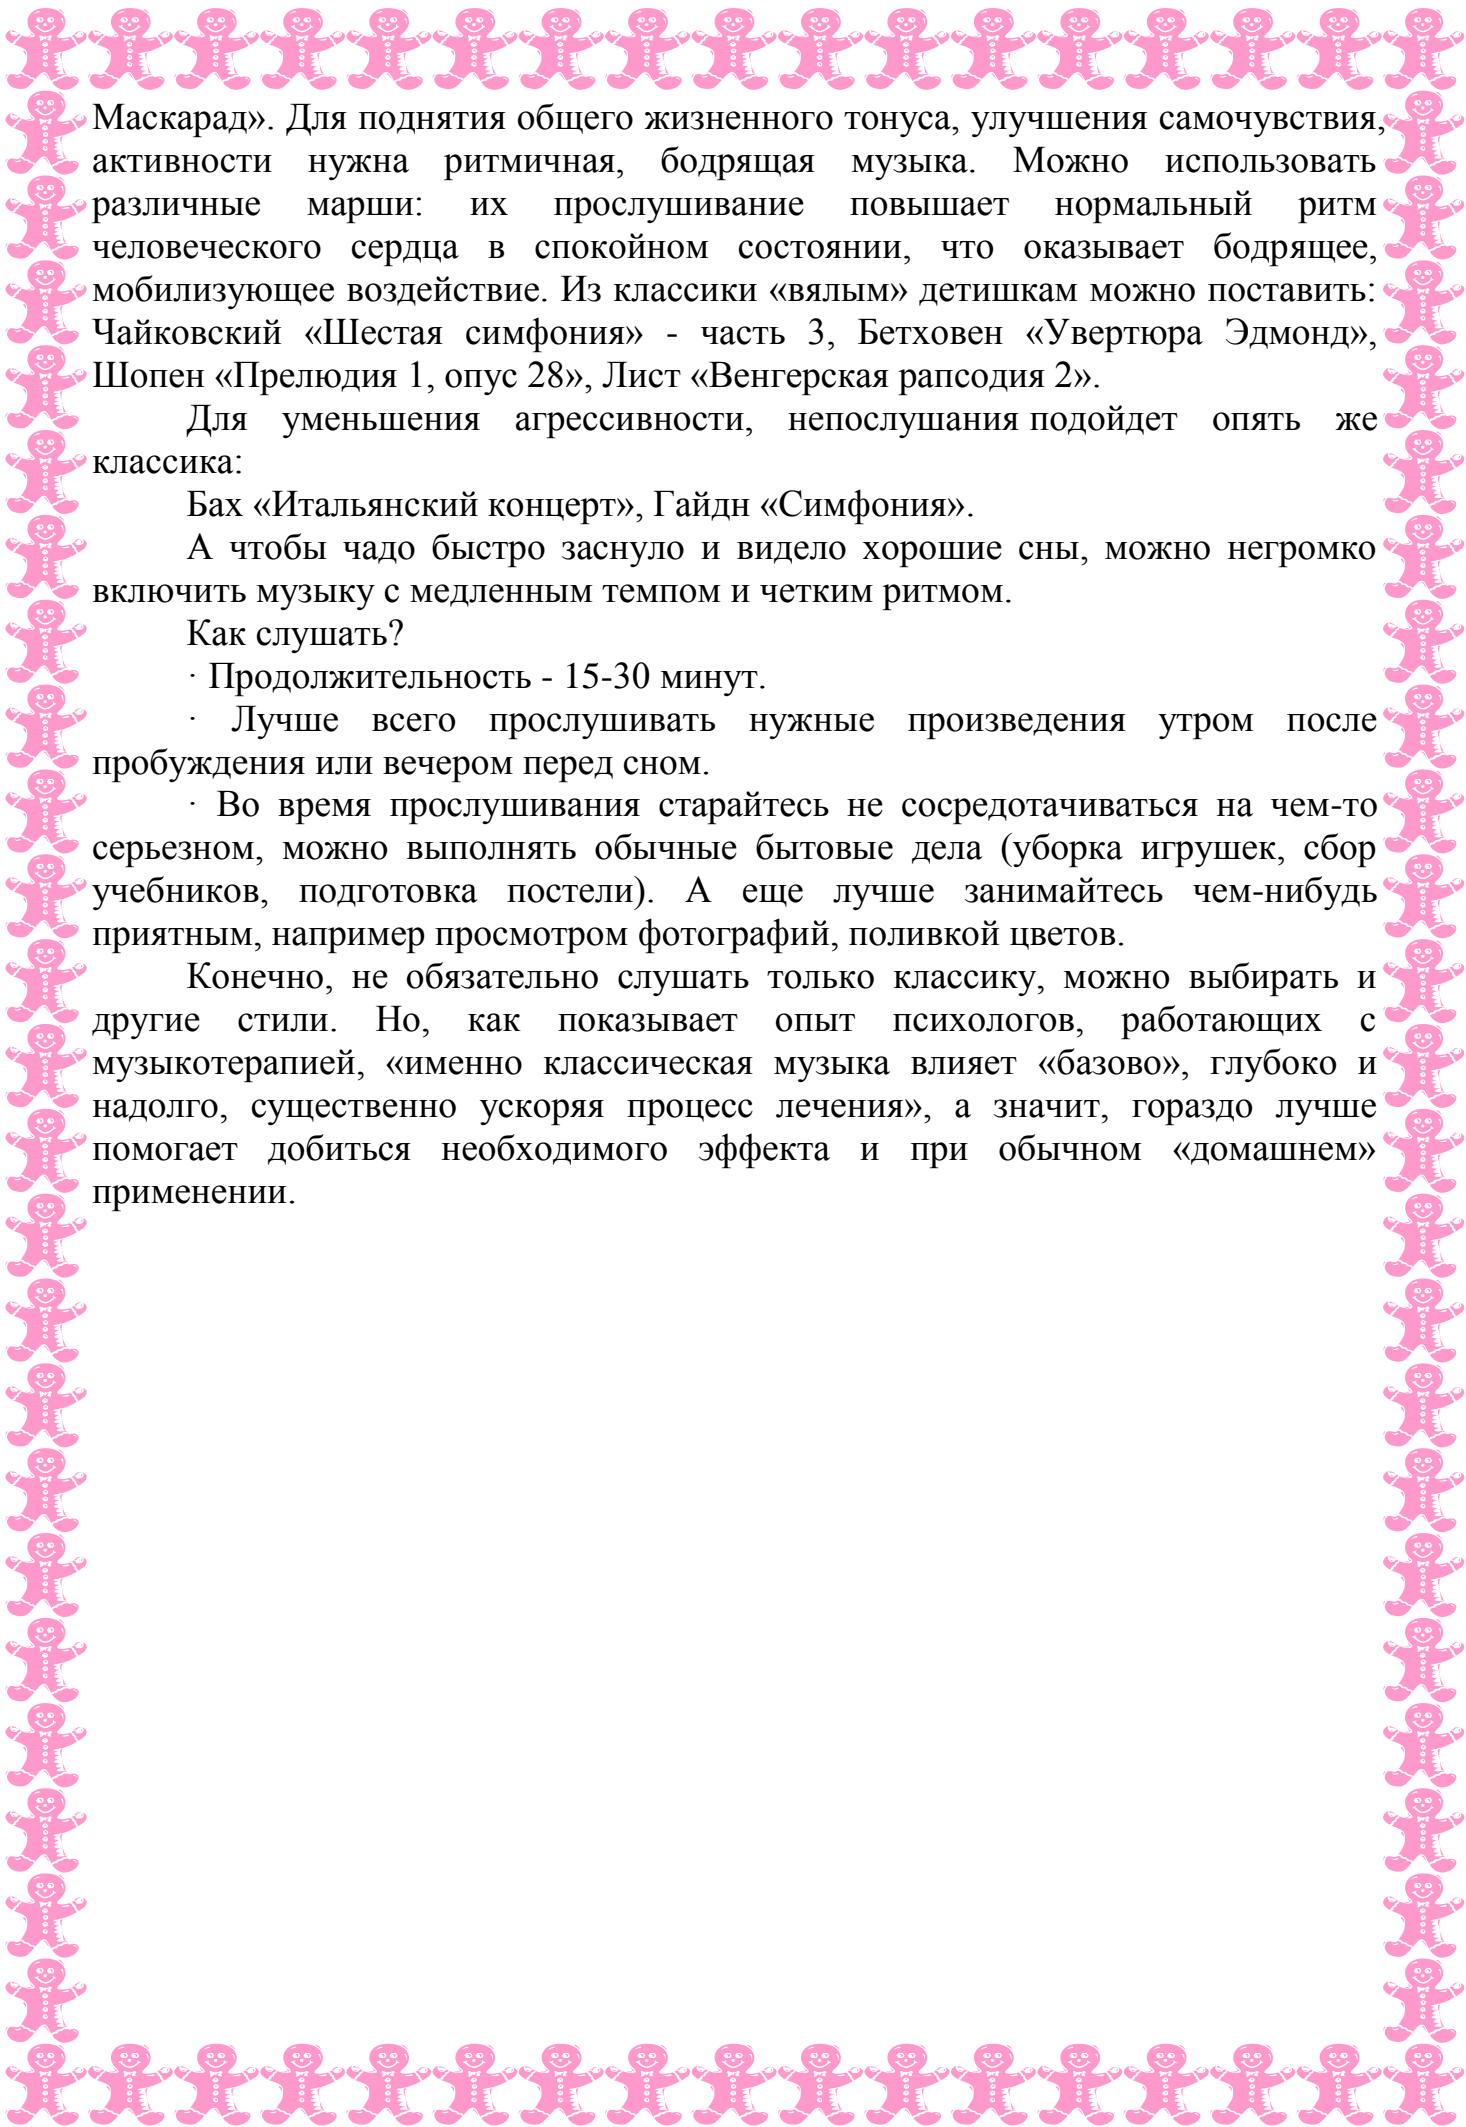 Маскарад». Для поднятия общего жизненного тонуса, улучшения самочувствия,
активности нужна ритмичная, бодрящая музыка. Можно использовать
различные марши: их прослушивание повышает нормальный ритм
человеческого сердца в спокойном состоянии, что оказывает бодрящее,
мобилизующее воздействие. Из классики «вялым» детишкам можно поставить:
Чайковский «Шестая симфония» - часть 3, Бетховен «Увертюра Эдмонд»,
Шопен «Прелюдия 1, опус 28», Лист «Венгерская рапсодия 2».
Для уменьшения агрессивности, непослушания подойдет опять же
классика:
Бах «Итальянский концерт», Гайдн «Симфония».
А чтобы чадо быстро заснуло и видело хорошие сны, можно негромко
включить музыку с медленным темпом и четким ритмом.
Как слушать?
· Продолжительность - 15-30 минут.
· Лучше всего прослушивать нужные произведения утром после
пробуждения или вечером перед сном.
· Во время прослушивания старайтесь не сосредотачиваться на чем-то
серьезном, можно выполнять обычные бытовые дела (уборка игрушек, сбор
учебников, подготовка постели). А еще лучше занимайтесь чем-нибудь
приятным, например просмотром фотографий, поливкой цветов.
Конечно, не обязательно слушать только классику, можно выбирать и
другие стили. Но, как показывает опыт психологов, работающих с
музыкотерапией, «именно классическая музыка влияет «базово», глубоко и
надолго, существенно ускоряя процесс лечения», а значит, гораздо лучше
помогает добиться необходимого эффекта и при обычном «домашнем»
применении.